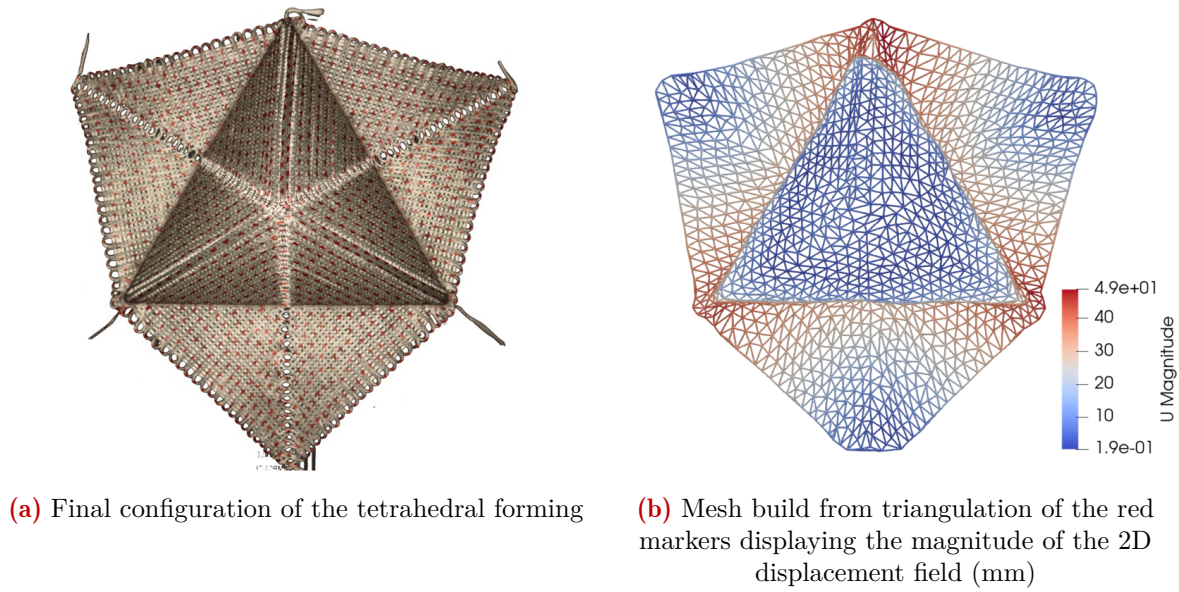 4.9e+01
40
30
20
10
1.9e-01
U Magnitude
(a) Final configuration of the tetrahedral forming
(b) Mesh build from triangulation of the red
markers displaying the magnitude of the 2D
displacement field (mm)